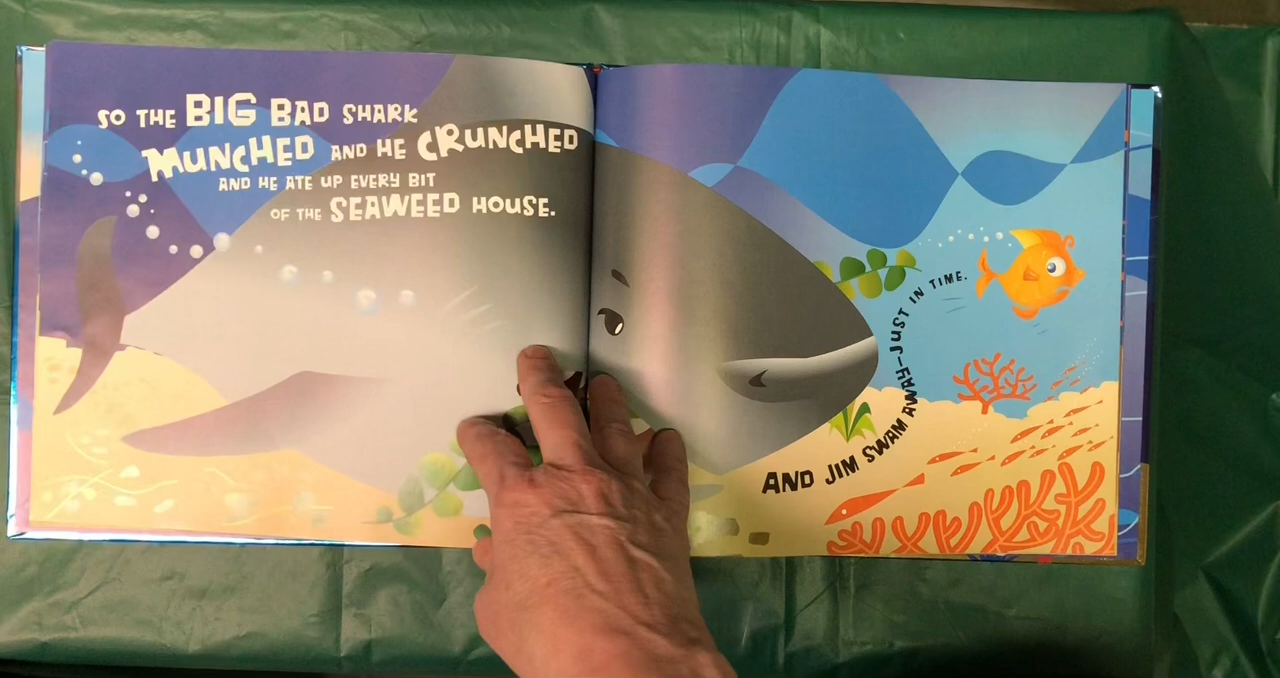 SO THE BIG BAD SHARK
MUNCHED AND HE CRUNCHED
AND HE ATE UP EVERY BIT
OF THE SEAWEED HOUSE.
AND JIM SWAM AWAY—JUST IN TIME.